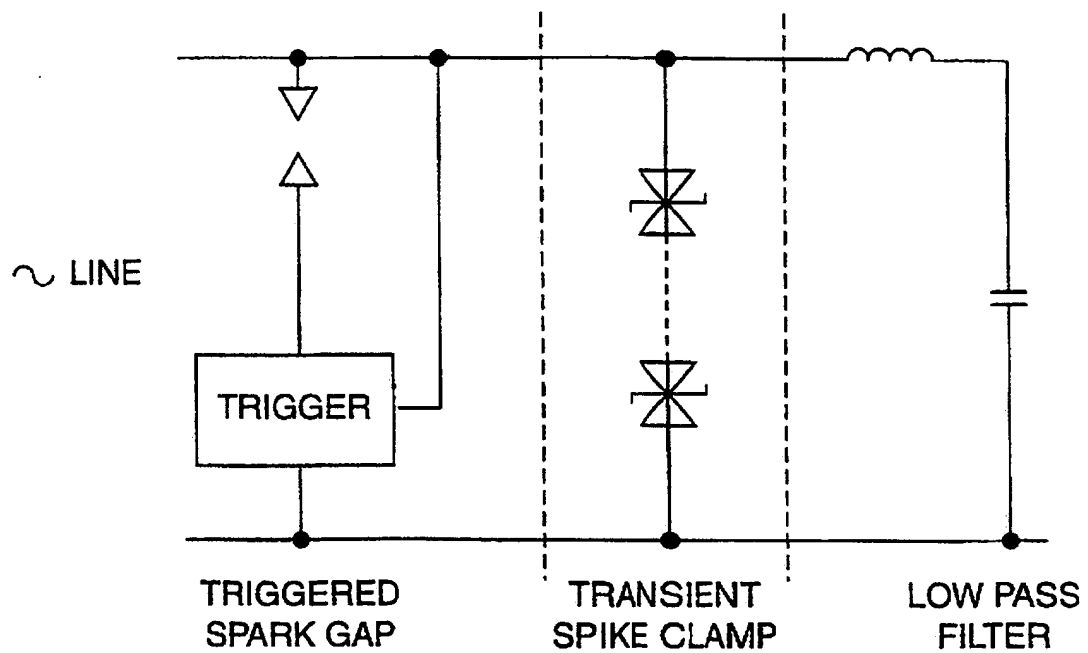 ∼ LINE
TRIGGER
TRIGGERED
SPARK GAP
TRANSIENT
SPIKE CLAMP
LOW PASS
FILTER